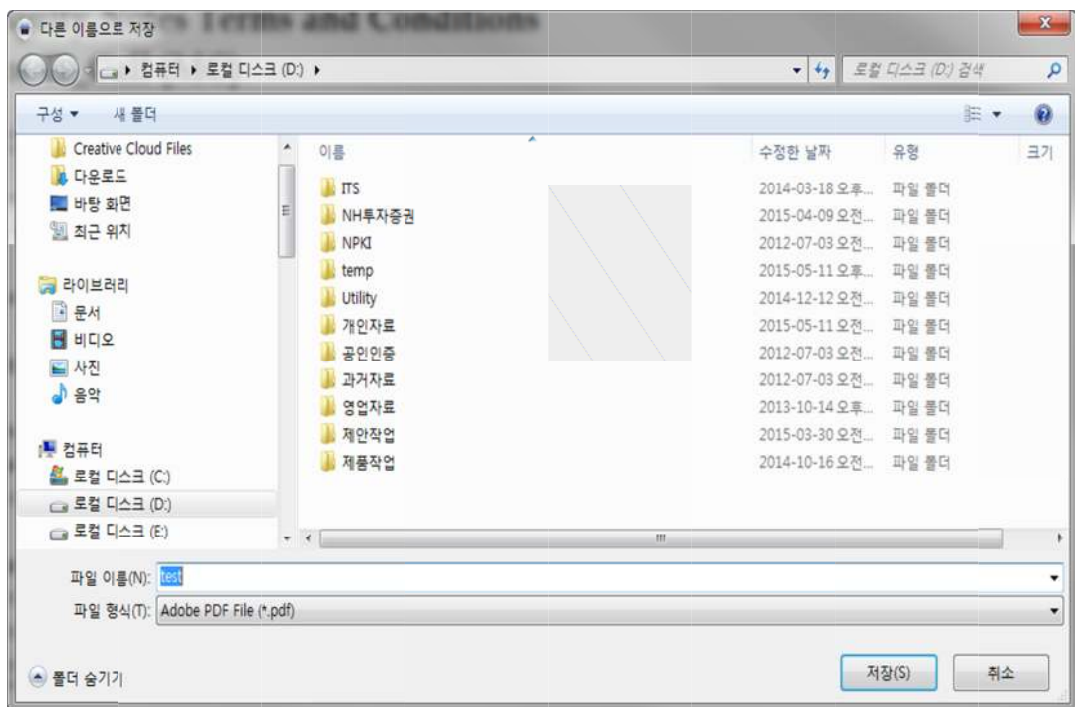 Terms and Conditions
다른 이름으로 저장
컴퓨터 ▸ 로컬 디스크 (D:) ▸
로컬 디스크 (D:) 검색
구성 ▼ 새 폴더
이름 수정한 날짜 유형 크기
Creative Cloud Files
다운로드
바탕 화면
최근 위치
라이브러리
문서
비디오
사진
음악
컴퓨터
로컬 디스크 (C:)
로컬 디스크 (D:)
로컬 디스크 (E:)
ITS 2014-03-18 오후... 파일 폴더
NH투자증권 2015-04-09 오전... 파일 폴더
NPKI 2012-07-03 오전... 파일 폴더
temp 2015-05-11 오후... 파일 폴더
Utility 2014-12-12 오전... 파일 폴더
개인자료 2015-05-11 오전... 파일 폴더
공인인증 2012-07-03 오전... 파일 폴더
과거자료 2012-07-03 오전... 파일 폴더
영업자료 2013-10-14 오후... 파일 폴더
제안작업 2015-03-30 오전... 파일 폴더
제품작업 2014-10-16 오전... 파일 폴더
파일 이름(N): test
파일 형식(T): Adobe PDF File (*.pdf)
폴더 숨기기
저장(S) 취소